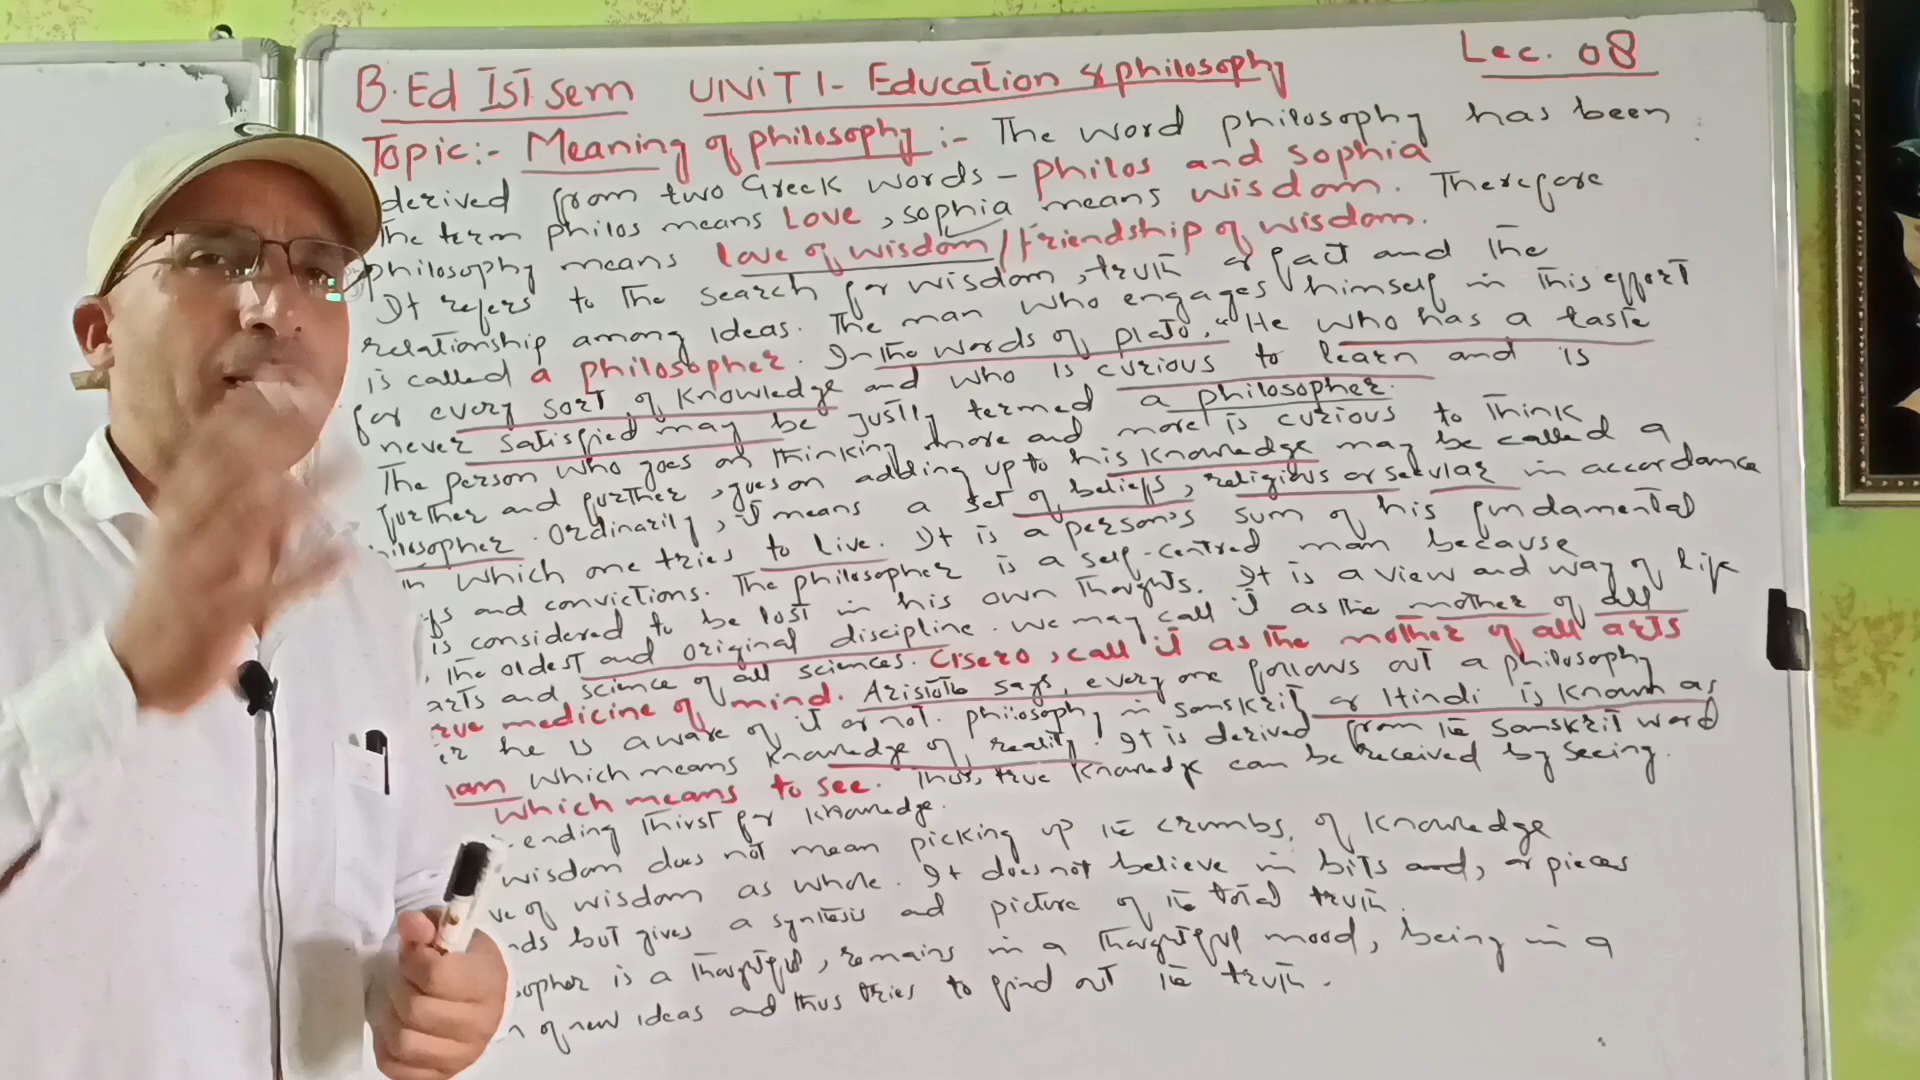 B.Ed Ist sem UNIT 1- Education & philosophy Lec. 08
Topic:- Meaning of philosophy :- The word philosophy has been
derived from two Greek words - Philos and Sophia
The term philos means Love, sophia means wisdom. Therefore
philosophy means love of wisdom / friendship of wisdom.
It refers to the search for wisdom, truth or fact and the
relationship among ideas. The man who engages himself in this effort
is called a philosopher. In the words of, plato, "He who has a taste
for every sort of knowledge and who is curious to learn and is
never satisfied may be justly termed a philosopher.
The person who goes on thinking more and more is curious to think
further and further, goes on adding up to his knowledge may be called a
ilosopher. Ordinarily, it means a set of beliefs, religious or secular in accordance
in which one tries to live. It is a person's sum of his fundamental
fs and convictions. The philosopher is a self-centred man because
is considered to be lost in his own thoughts. It is a view and way of life
, the oldest and original discipline. we may call it as the mother of all
arts and science of all sciences. Cisero, call it as the mother of all arts
rue medicine of mind. Aristotle says, every one follows out a philosophy
er he is aware of it or not. philosophy in sanskrit or Hindi is known as
am which means knowledge of reality. It is derived from the sanskrit word
which means to see. Thus, true knowledge can be received by seeing.
ending thirst for knowledge.
wisdom does not mean picking up the crumbs, of knowledge
ve of wisdom as whole. It does not believe in bits and, or pieces
nds but gives a synthesis and picture of the total truth.
sopher is a thoughtful, remains in a thoughtful mood, being in a
n of new ideas and thus tries to find out the truth.